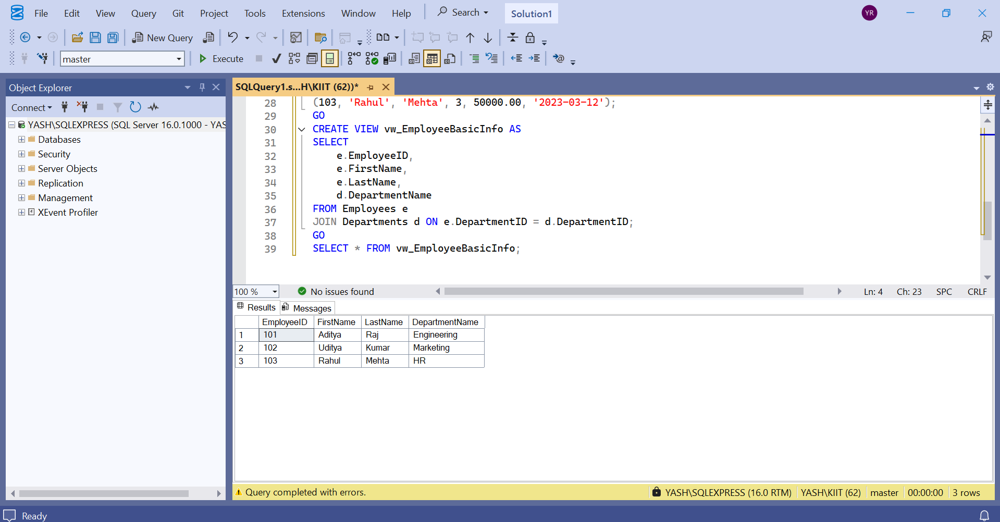 File Edit View Query Git Project Tools Extensions Window Help Search Solution1 YR
New Query
master Execute
Object Explorer
Connect
YASH\SQLEXPRESS (SQL Server 16.0.1000 - YAS
Databases
Security
Server Objects
Replication
Management
XEvent Profiler
SQLQuery1.s...H\KIIT (62))*
28 (103, 'Rahul', 'Mehta', 3, 50000.00, '2023-03-12');
29 GO
30 CREATE VIEW vw_EmployeeBasicInfo AS
31 SELECT
32 e.EmployeeID,
33 e.FirstName,
34 e.LastName,
35 d.DepartmentName
36 FROM Employees e
37 JOIN Departments d ON e.DepartmentID = d.DepartmentID;
38 GO
39 SELECT * FROM vw_EmployeeBasicInfo;
100 % No issues found Ln: 4 Ch: 23 SPC CRLF
Results Messages
EmployeeID FirstName LastName DepartmentName
1 101 Aditya Raj Engineering
2 102 Uditya Kumar Marketing
3 103 Rahul Mehta HR
Query completed with errors. YASH\SQLEXPRESS (16.0 RTM) YASH\KIIT (62) master 00:00:00 3 rows
Ready